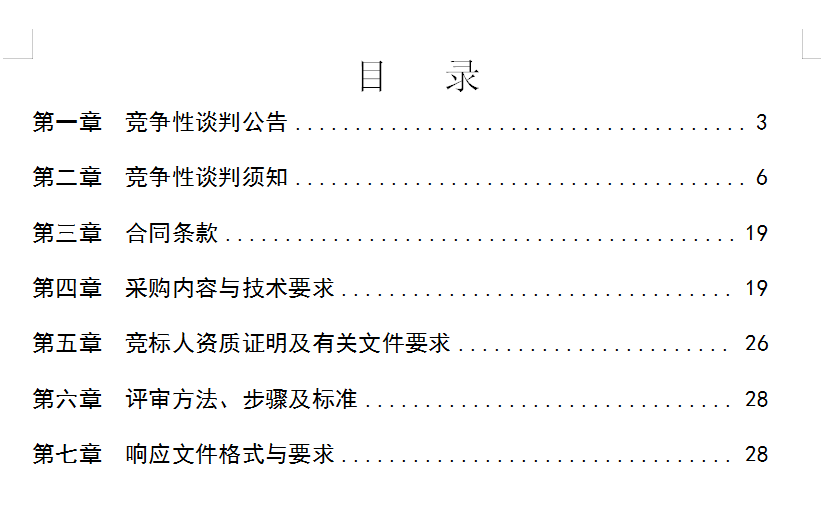 目 录
第一章 竞争性谈判公告......................................3
第二章 竞争性谈判须知......................................6
第三章 合同条款...........................................19
第四章 采购内容与技术要求.................................19
第五章 竞标人资质证明及有关文件要求.......................26
第六章 评审方法、步骤及标准...............................28
第七章 响应文件格式与要求.................................28